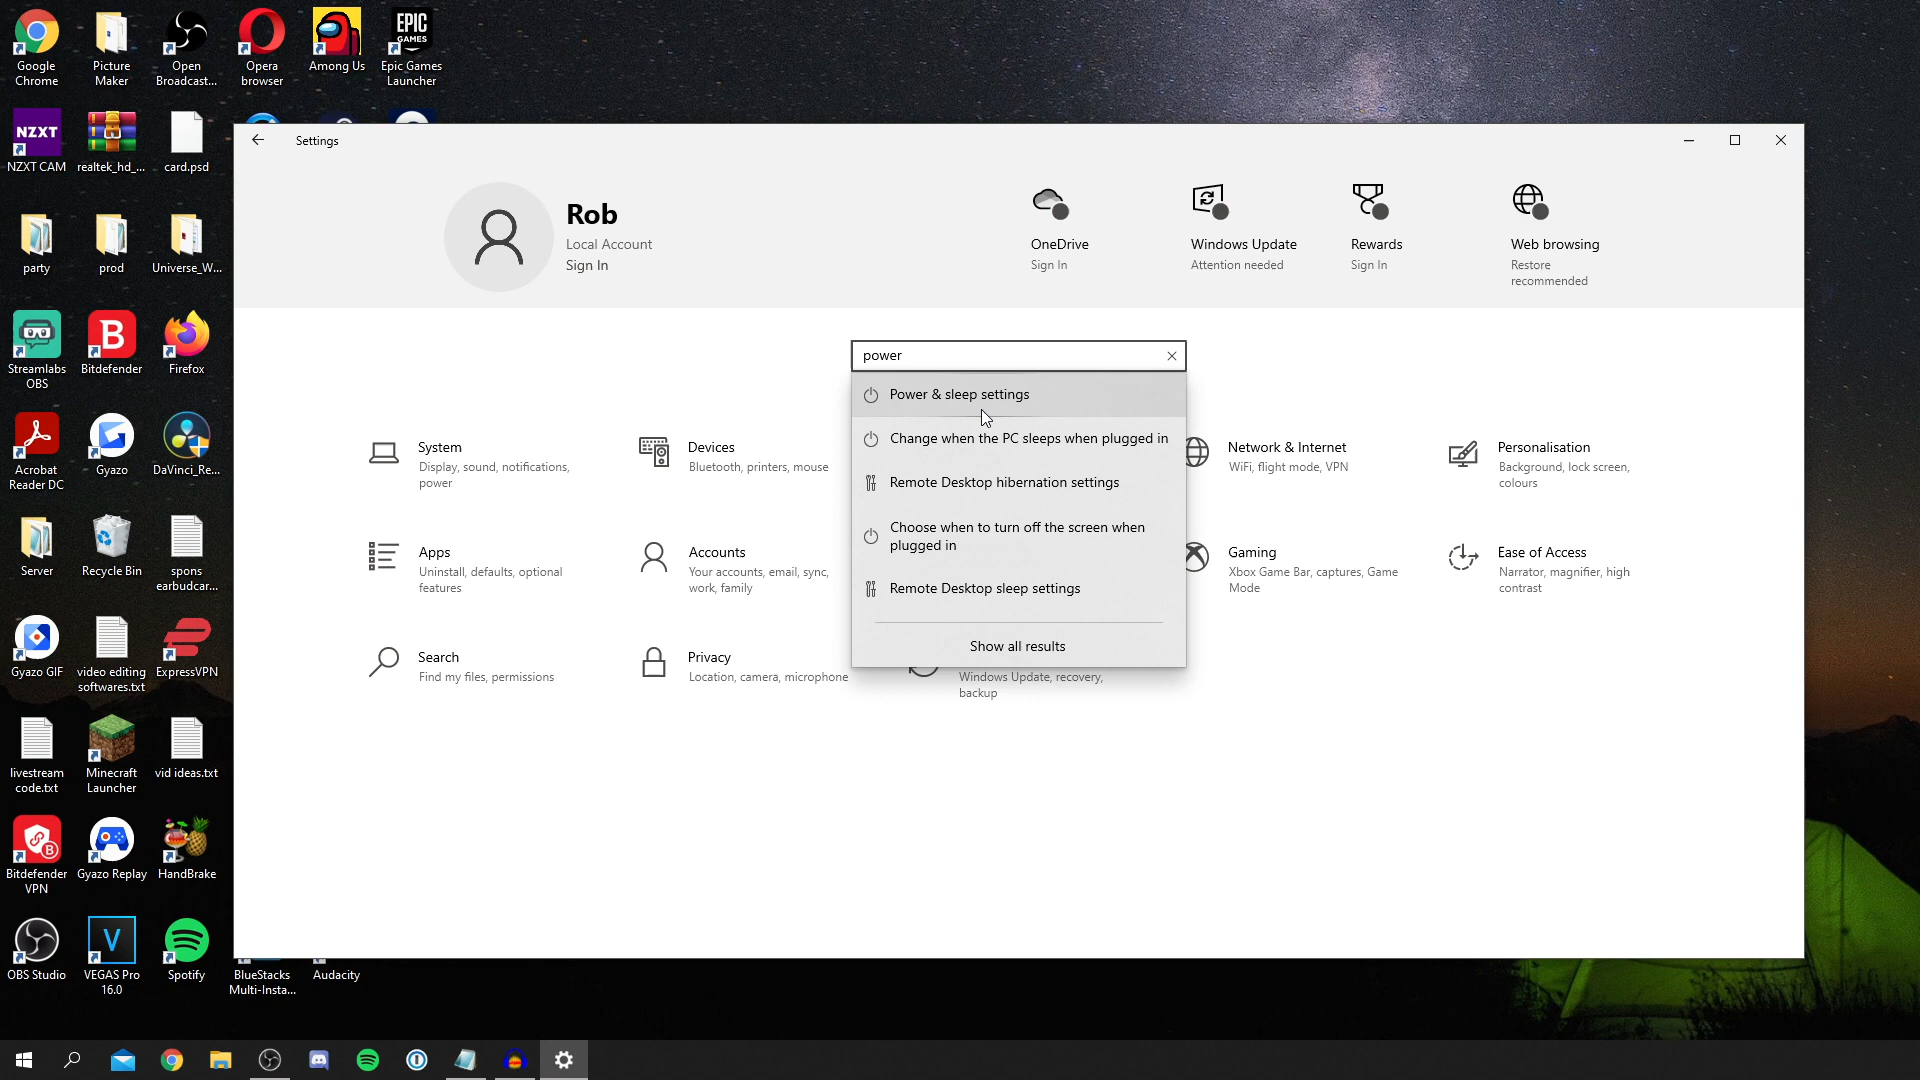 Google
Chrome
Picture
Maker
Open
Broadcast...
Opera
browser
Among Us
EPIC
GAMES
Epic Games
Launcher
NZXT
NZXT CAM
realtek_hd_...
card.psd
party
prod
Universe_W...
Streamlabs
OBS
B
Bitdefender
Firefox
Acrobat
Reader DC
Gyazo
DaVinci_Re...
Server
Recycle Bin
spons
earbudcar...
Gyazo GIF
video editing
softwares.txt
ExpressVPN
livestream
code.txt
Minecraft
Launcher
vid ideas.txt
B
Bitdefender
VPN
Gyazo Replay
HandBrake
OBS Studio
V
VEGAS Pro
16.0
Spotify
BlueStacks
Multi-Insta...
Audacity
Settings
Rob
Local Account
Sign In
OneDrive
Sign In
Windows Update
Attention needed
Rewards
Sign In
Web browsing
Restore
recommended
power
Power & sleep settings
Change when the PC sleeps when plugged in
Remote Desktop hibernation settings
Choose when to turn off the screen when
plugged in
Remote Desktop sleep settings
Show all results
System
Display, sound, notifications,
power
Devices
Bluetooth, printers, mouse
Network & Internet
WiFi, flight mode, VPN
Personalisation
Background, lock screen,
colours
Apps
Uninstall, defaults, optional
features
Accounts
Your accounts, email, sync,
work, family
Gaming
Xbox Game Bar, captures, Game
Mode
Ease of Access
Narrator, magnifier, high
contrast
Search
Find my files, permissions
Privacy
Location, camera, microphone
Windows Update, recovery,
backup